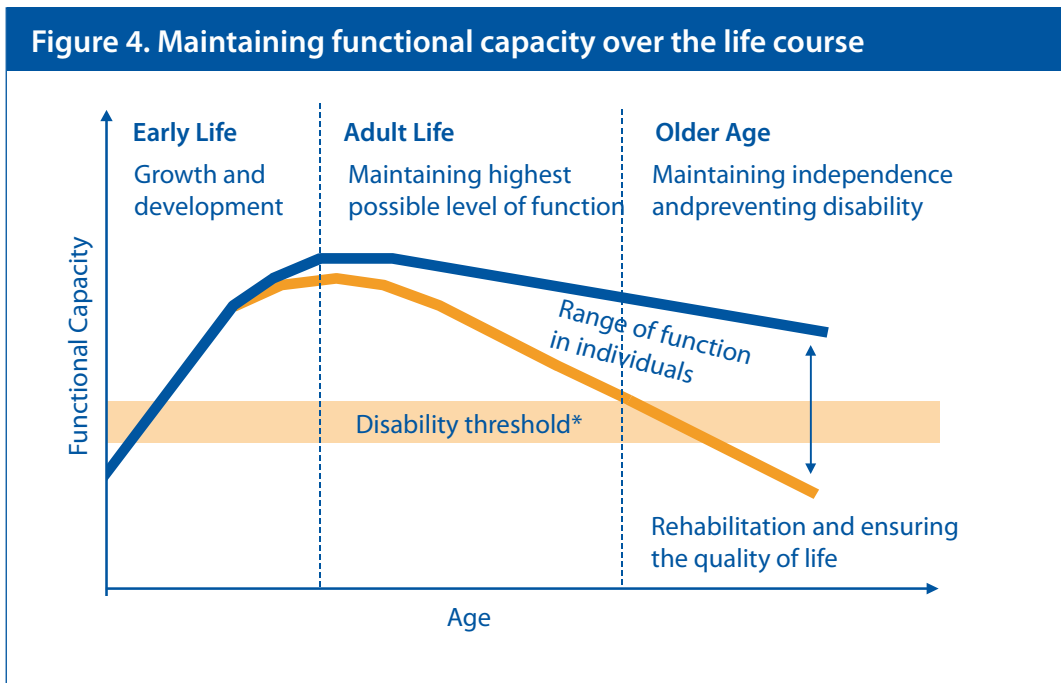 Figure 4. Maintaining functional capacity over the life course
Early Life
Growth and
development
Adult Life
Maintaining highest
possible level of function
Older Age
Maintaining independence
andpreventing disability
Functional Capacity
Range of function
in individuals
Disability threshold*
Rehabilitation and ensuring
the quality of life
Age